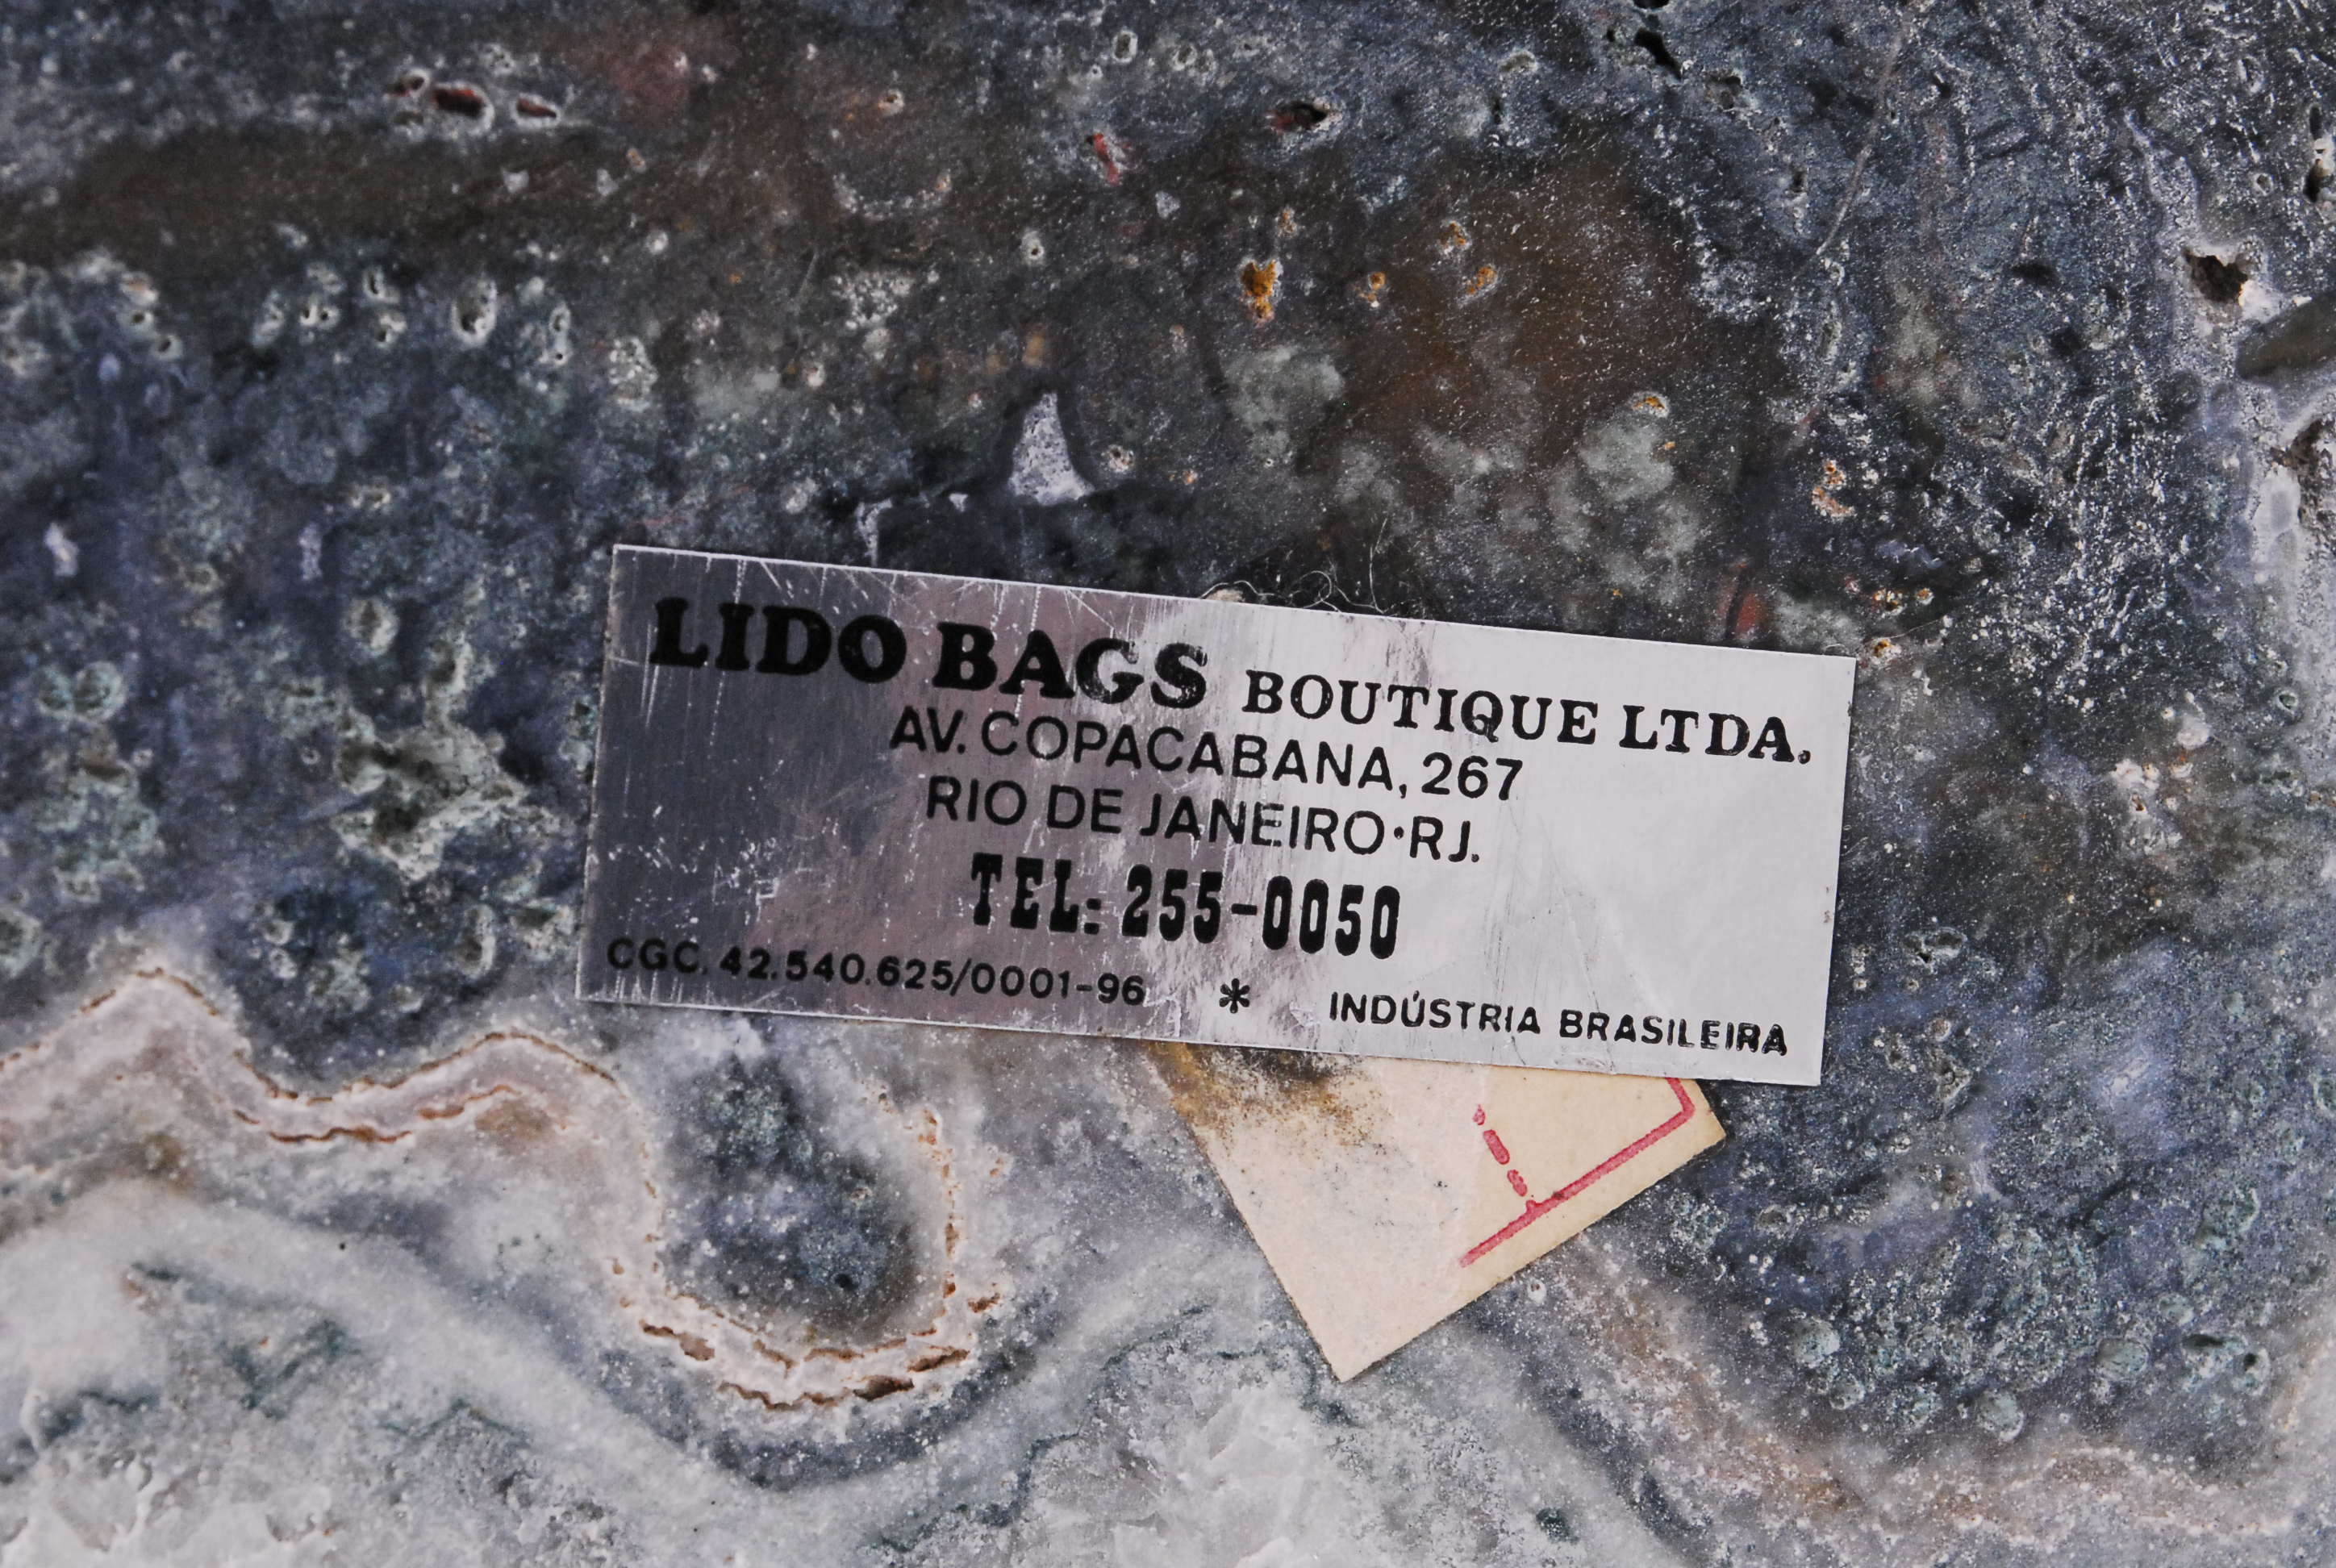 LIDO BAGS BOUTIQUE LTDA.
AV. COPACABANA, 267
RIO DE JANEIRO·RJ.
TEL: 255-0050
CGC. 42.540.625/0001-96 * INDÚSTRIA BRASILEIRA